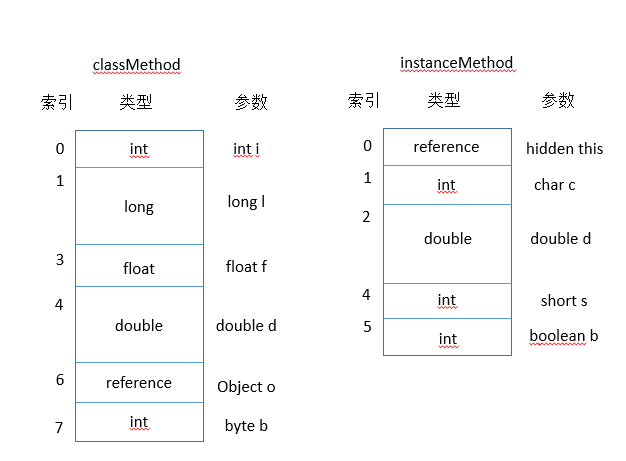 classMethod
索引 类型 参数
0 int int i
1 long long l
3 float float f
4 double double d
6 reference Object o
7 int byte b
instanceMethod
索引 类型 参数
0 reference hidden this
1 int char c
2 double double d
4 int short s
5 int boolean b